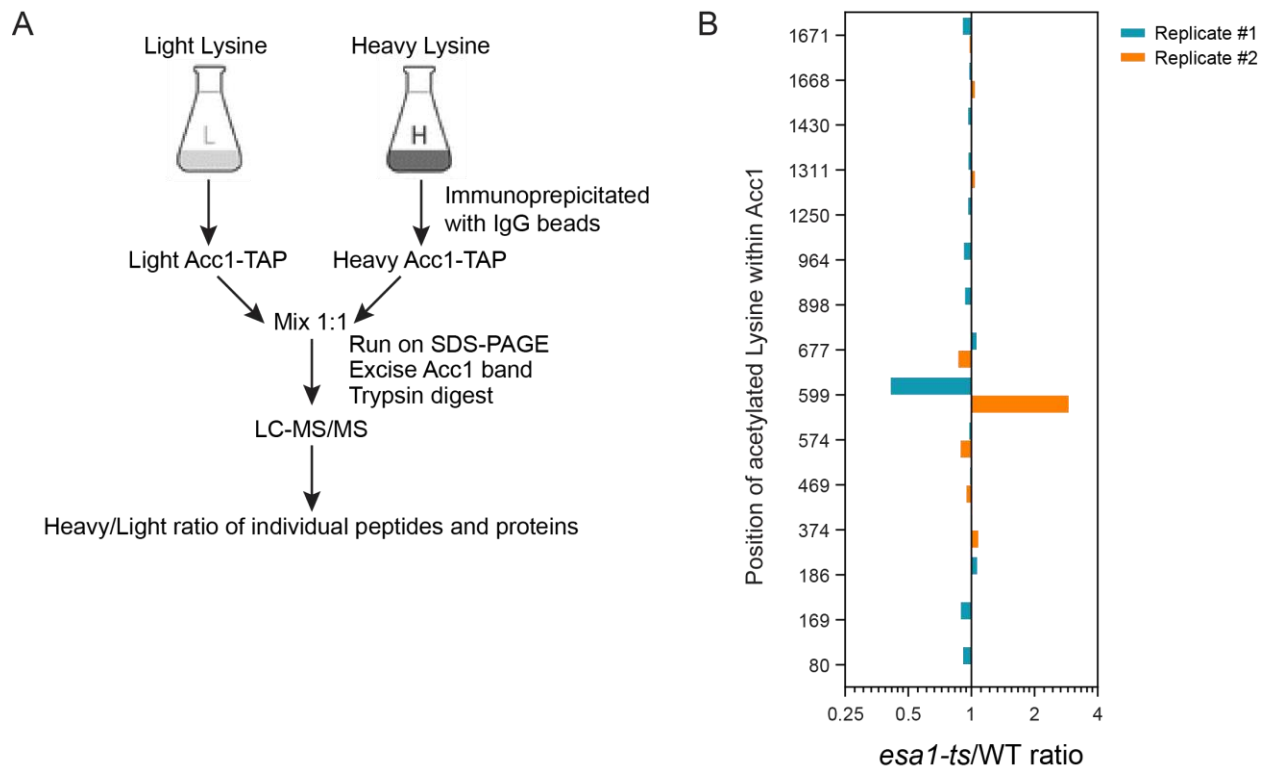 A
Light Lysine
Heavy Lysine
L
H
Immunoprepicitated
with IgG beads
Light Acc1-TAP
Heavy Acc1-TAP
Mix 1:1
Run on SDS-PAGE
Excise Acc1 band
Trypsin digest
LC-MS/MS
Heavy/Light ratio of individual peptides and proteins
B
Replicate #1
Replicate #2
Position of acetylated Lysine within Acc1
1671
1668
1430
1311
1250
964
898
677
599
574
469
374
186
169
80
0.25 0.5 1 2 4
esa1-ts/WT ratio